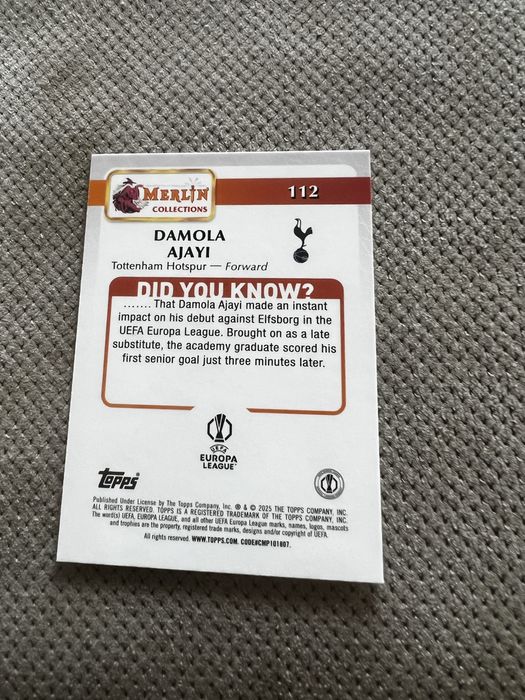 MERLIN
COLLECTIONS
112
DAMOLA
AJAYI
Tottenham Hotspur — Forward
DID YOU KNOW?
....... That Damola Ajayi made an instant
impact on his debut against Elfsborg in the
UEFA Europa League. Brought on as a late
substitute, the academy graduate scored his
first senior goal just three minutes later.
UEFA
EUROPA
LEAGUE
topps
Published Under License by The Topps Company, Inc. ® & © 2025 THE TOPPS COMPANY, INC.
ALL RIGHTS RESERVED. TOPPS IS A REGISTERED TRADEMARK OF THE TOPPS COMPANY, INC.
The word(s) UEFA, EUROPA LEAGUE, and all other UEFA Europa League marks, names, logos, mascots
and trophies are the property, registered trade marks, designs and/or copyright of UEFA.
All rights reserved. WWW.TOPPS.COM. CODE#CMP101807.